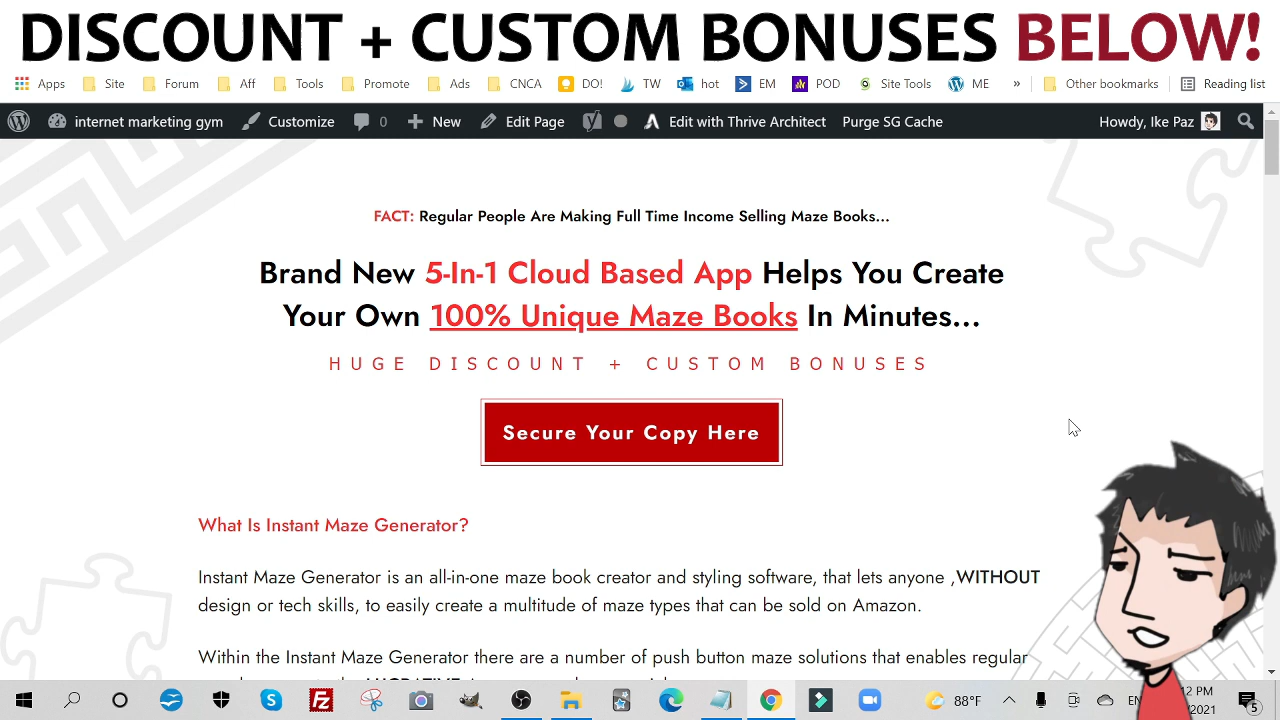 DISCOUNT + CUSTOM BONUSES BELOW!
Apps Site Forum Aff Tools Promote Ads CNCA DO! TW hot EM POD Site Tools ME » Other bookmarks Reading list
internet marketing gym Customize 0 New Edit Page Edit with Thrive Architect Purge SG Cache Howdy, Ike Paz
FACT: Regular People Are Making Full Time Income Selling Maze Books...
Brand New 5-In-1 Cloud Based App Helps You Create
Your Own 100% Unique Maze Books In Minutes...
HUGE DISCOUNT + CUSTOM BONUSES
Secure Your Copy Here
What Is Instant Maze Generator?
Instant Maze Generator is an all-in-one maze book creator and styling software, that lets anyone ,WITHOUT
design or tech skills, to easily create a multitude of maze types that can be sold on Amazon.
Within the Instant Maze Generator there are a number of push button maze solutions that enables regular
88°F
12 PM
2021
5